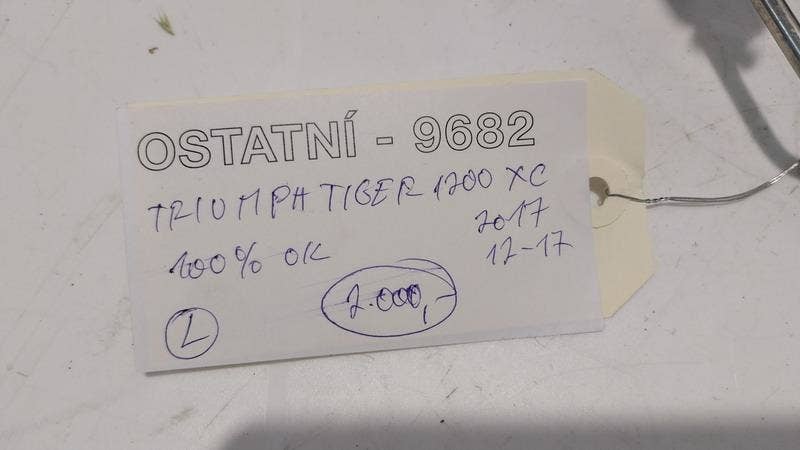 OSTATNÍ - 9682
TRIUMPH TIGER 1200 XC
2017
100% OK
12-17
2.000,-
L